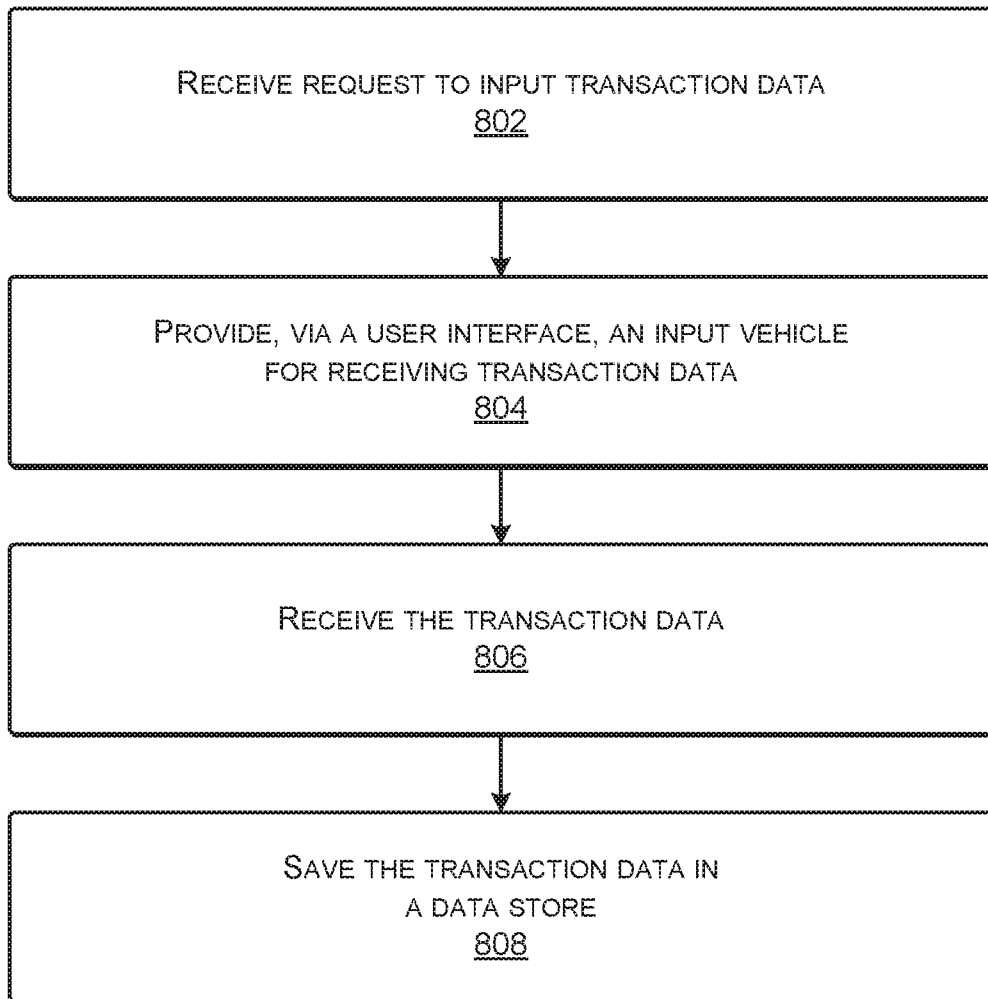 RECEIVE REQUEST TO INPUT TRANSACTION DATA
802
PROVIDE, VIA A USER INTERFACE, AN INPUT VEHICLE
FOR RECEIVING TRANSACTION DATA
804
RECEIVE THE TRANSACTION DATA
806
SAVE THE TRANSACTION DATA IN
A DATA STORE
808